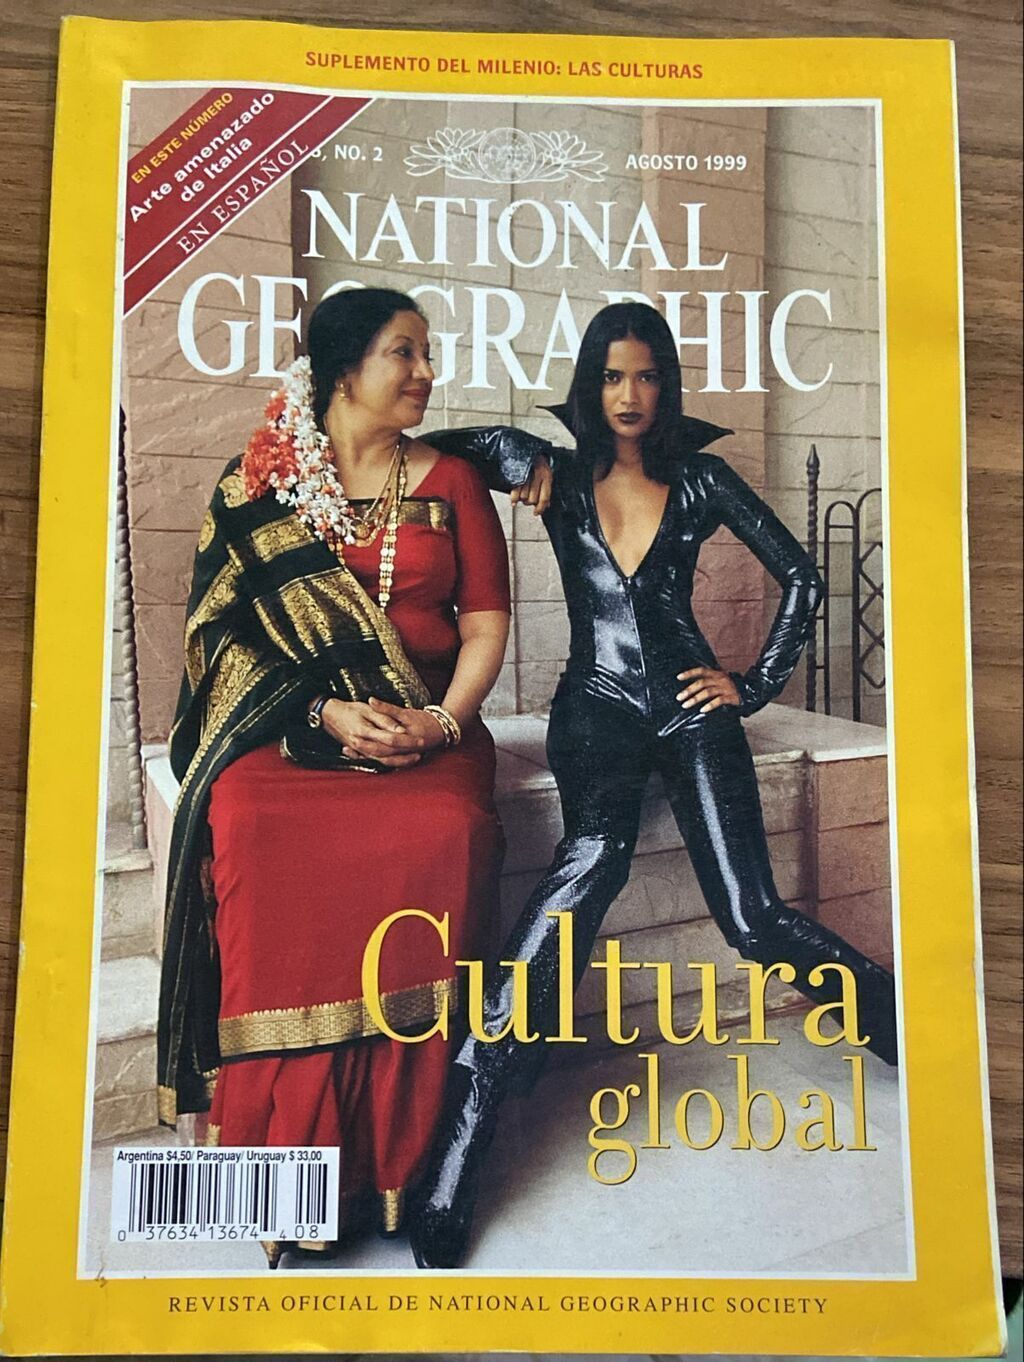 SUPLEMENTO DEL MILENIO: LAS CULTURAS
EN ESTE NÚMERO
Arte amenazado
de Italia
EN ESPAÑOL
NO. 2
AGOSTO 1999
NATIONAL
GEOGRAPHIC
Cultura
global
Argentina $4,50/ Paraguay/ Uruguay $ 33,00
0 37634 13674 4 08
REVISTA OFICIAL DE NATIONAL GEOGRAPHIC SOCIETY